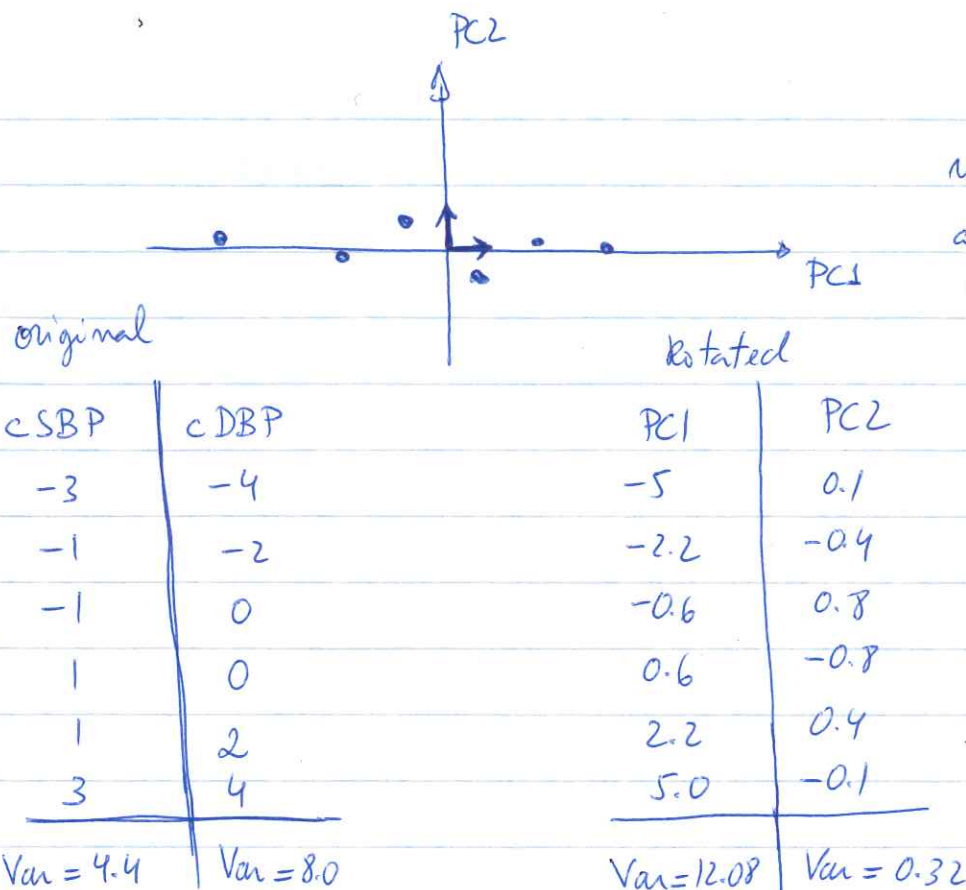 PC2
PC1
original
Rotated
cSBP cDBP PC1 PC2
-3 -4 -5 0.1
-1 -2 -2.2 -0.4
-1 0 -0.6 0.8
1 0 0.6 -0.8
1 2 2.2 0.4
3 4 5.0 -0.1
Var = 4.4 Var = 8.0 Var = 12.08 Var = 0.32